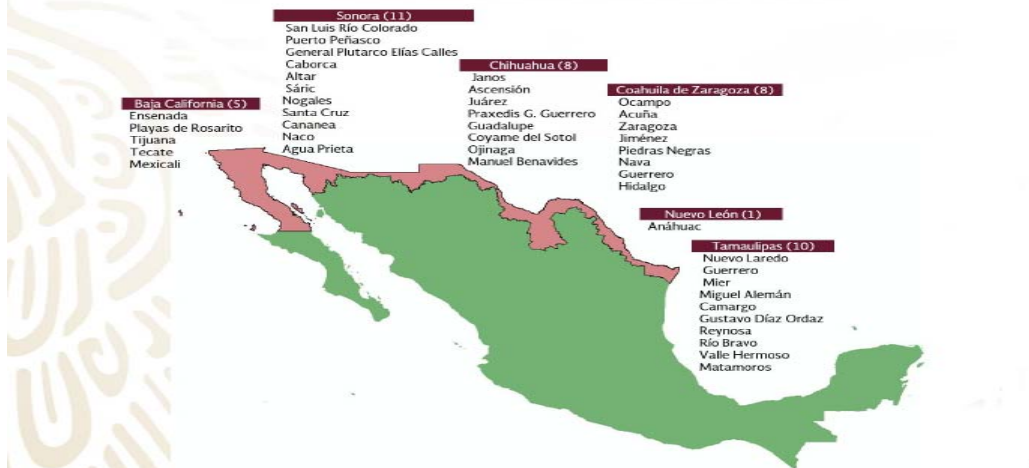 Sonora (11)
San Luis Río Colorado
Puerto Peñasco
General Plutarco Elías Calles
Caborca
Altar
Sáric
Nogales
Santa Cruz
Cananea
Naco
Agua Prieta
Chihuahua (8)
Janos
Ascensión
Juárez
Praxedis G. Guerrero
Guadalupe
Coyame del Sotol
Ojinaga
Manuel Benavides
Coahuila de Zaragoza (8)
Ocampo
Acuña
Zaragoza
Jiménez
Piedras Negras
Nava
Guerrero
Hidalgo
Baja California (5)
Ensenada
Playas de Rosarito
Tijuana
Tecate
Mexicali
Nuevo León (1)
Anáhuac
Tamaulipas (10)
Nuevo Laredo
Guerrero
Mier
Miguel Alemán
Camargo
Gustavo Díaz Ordaz
Reynosa
Río Bravo
Valle Hermoso
Matamoros